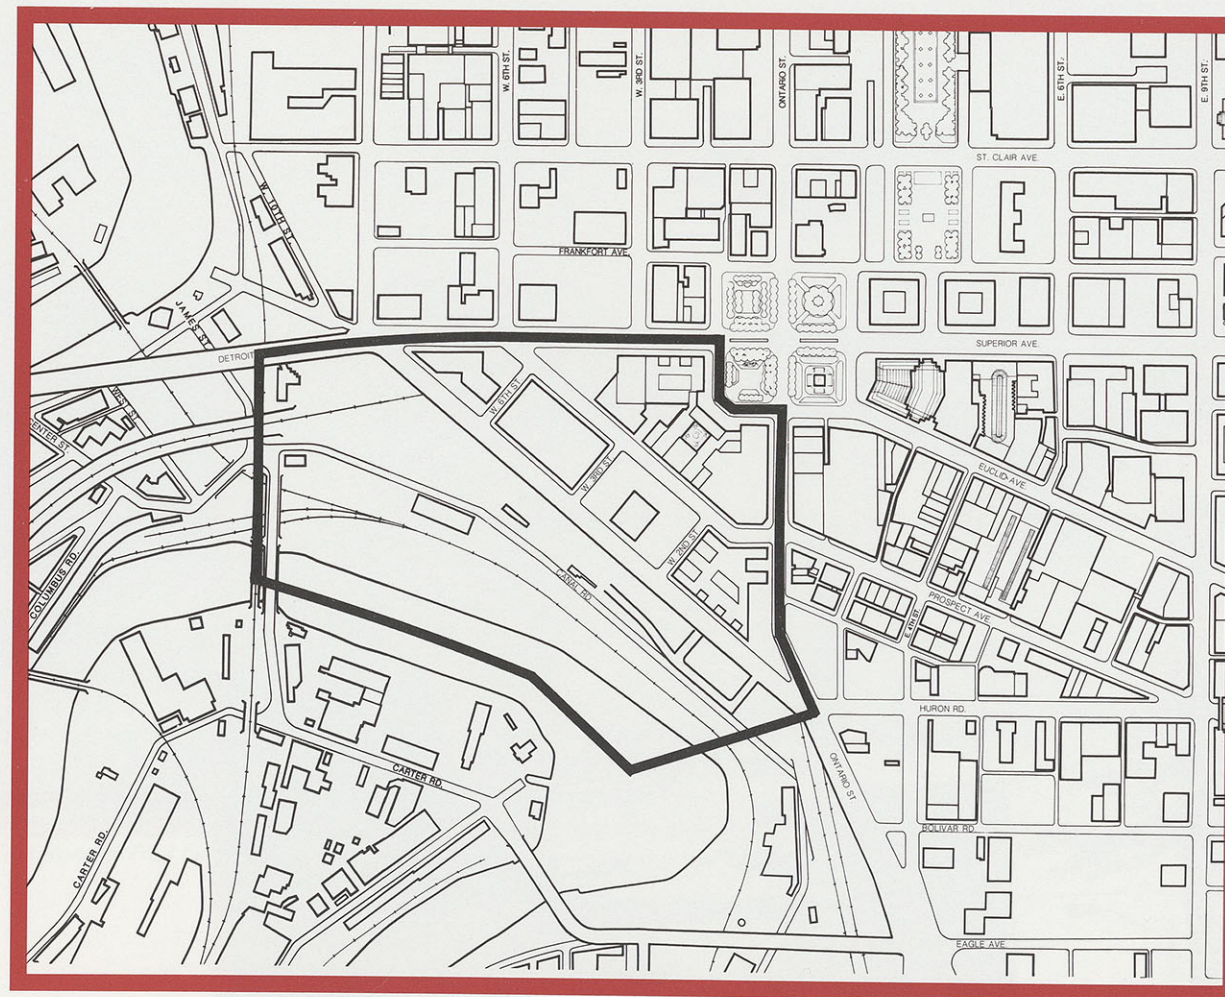 W. 6TH ST.
W. 3RD ST.
ONTARIO ST.
E. 6TH ST.
E. 9TH ST.
ST. CLAIR AVE.
W. 10TH ST.
FRANKFORT AVE.
JAMES ST.
DETROIT
SUPERIOR AVE.
WEST ST.
CENTER ST.
W. 6TH ST.
W. 3RD ST.
EUCLID AVE.
W. 2ND ST.
COLUMBUS RD.
CANAL RD.
PROSPECT AVE.
E. 4TH ST.
HURON RD.
ONTARIO ST
CARTER RD.
BOLIVAR RD
CARTER RD.
EAGLE AVE.